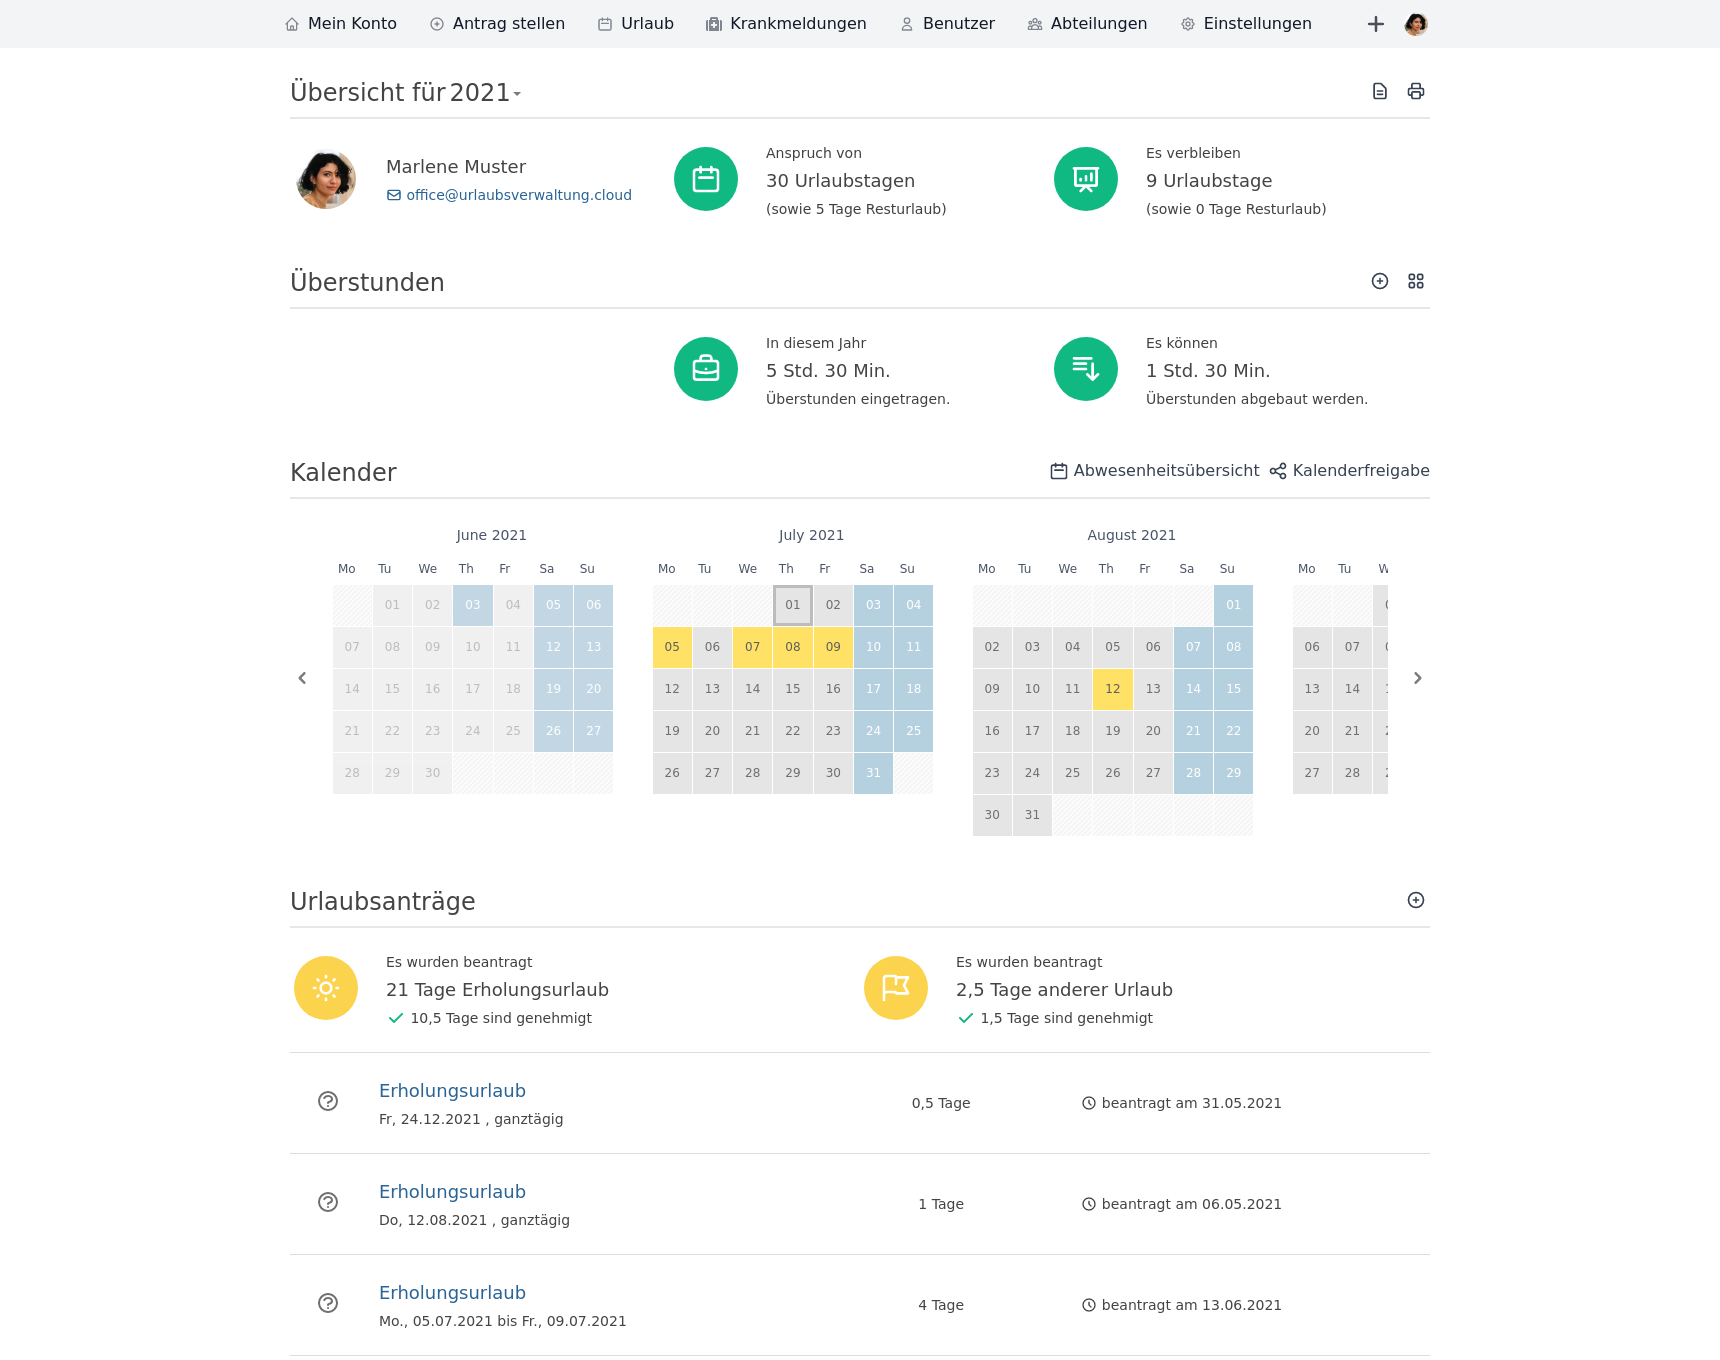 Mein Konto Antrag stellen Urlaub Krankmeldungen Benutzer Abteilungen Einstellungen
Übersicht für 2021
Marlene Muster
office@urlaubsverwaltung.cloud
Anspruch von
30 Urlaubstagen
(sowie 5 Tage Resturlaub)
Es verbleiben
9 Urlaubstage
(sowie 0 Tage Resturlaub)
Überstunden
In diesem Jahr
5 Std. 30 Min.
Überstunden eingetragen.
Es können
1 Std. 30 Min.
Überstunden abgebaut werden.
Kalender
Abwesenheitsübersicht Kalenderfreigabe
June 2021
Mo Tu We Th Fr Sa Su
01 02 03 04 05 06
07 08 09 10 11 12 13
14 15 16 17 18 19 20
21 22 23 24 25 26 27
28 29 30
July 2021
Mo Tu We Th Fr Sa Su
01 02 03 04
05 06 07 08 09 10 11
12 13 14 15 16 17 18
19 20 21 22 23 24 25
26 27 28 29 30 31
August 2021
Mo Tu We Th Fr Sa Su
01
02 03 04 05 06 07 08
09 10 11 12 13 14 15
16 17 18 19 20 21 22
23 24 25 26 27 28 29
30 31
Mo Tu
06 07
13 14
20 21
27 28
Urlaubsanträge
Es wurden beantragt
21 Tage Erholungsurlaub
10,5 Tage sind genehmigt
Es wurden beantragt
2,5 Tage anderer Urlaub
1,5 Tage sind genehmigt
Erholungsurlaub
Fr, 24.12.2021 , ganztägig
0,5 Tage
beantragt am 31.05.2021
Erholungsurlaub
Do, 12.08.2021 , ganztägig
1 Tage
beantragt am 06.05.2021
Erholungsurlaub
Mo., 05.07.2021 bis Fr., 09.07.2021
4 Tage
beantragt am 13.06.2021